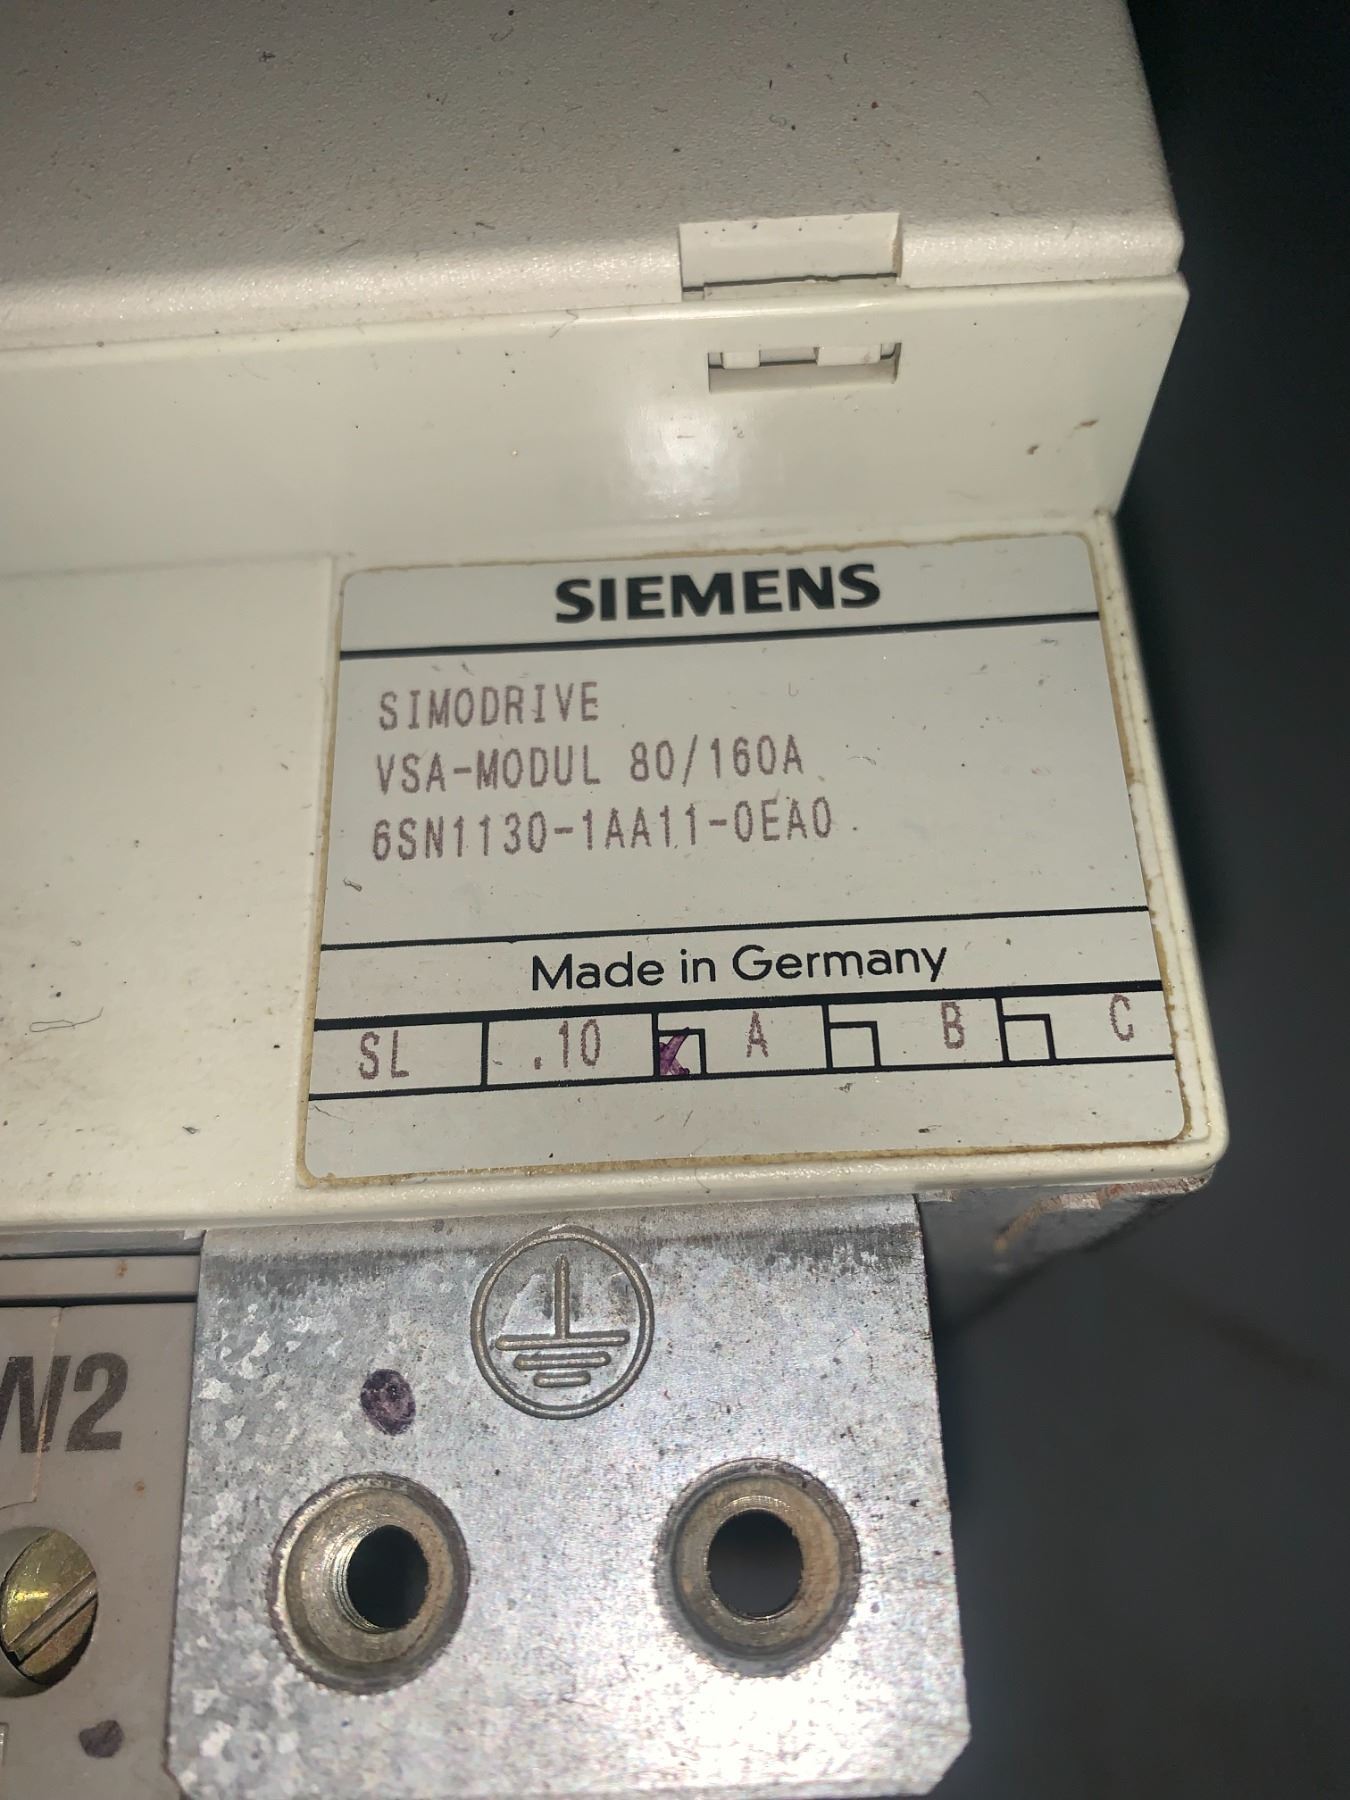 SIEMENS
SIMODRIVE
VSA-MODUL 80/160A
6SN1130-1AA11-0EA0
Made in Germany
SL .10 A B C
W2